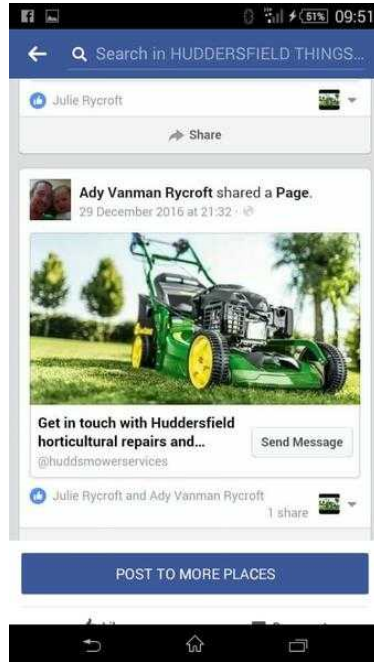 51% 09:51
Search in HUDDERSFIELD THINGS...
Julie Rycroft
Share
Ady Vanman Rycroft shared a Page.
29 December 2016 at 21:32 ·
Get in touch with Huddersfield
horticultural repairs and...
Send Message
@huddsmowerservices
Julie Rycroft and Ady Vanman Rycroft
1 share
POST TO MORE PLACES